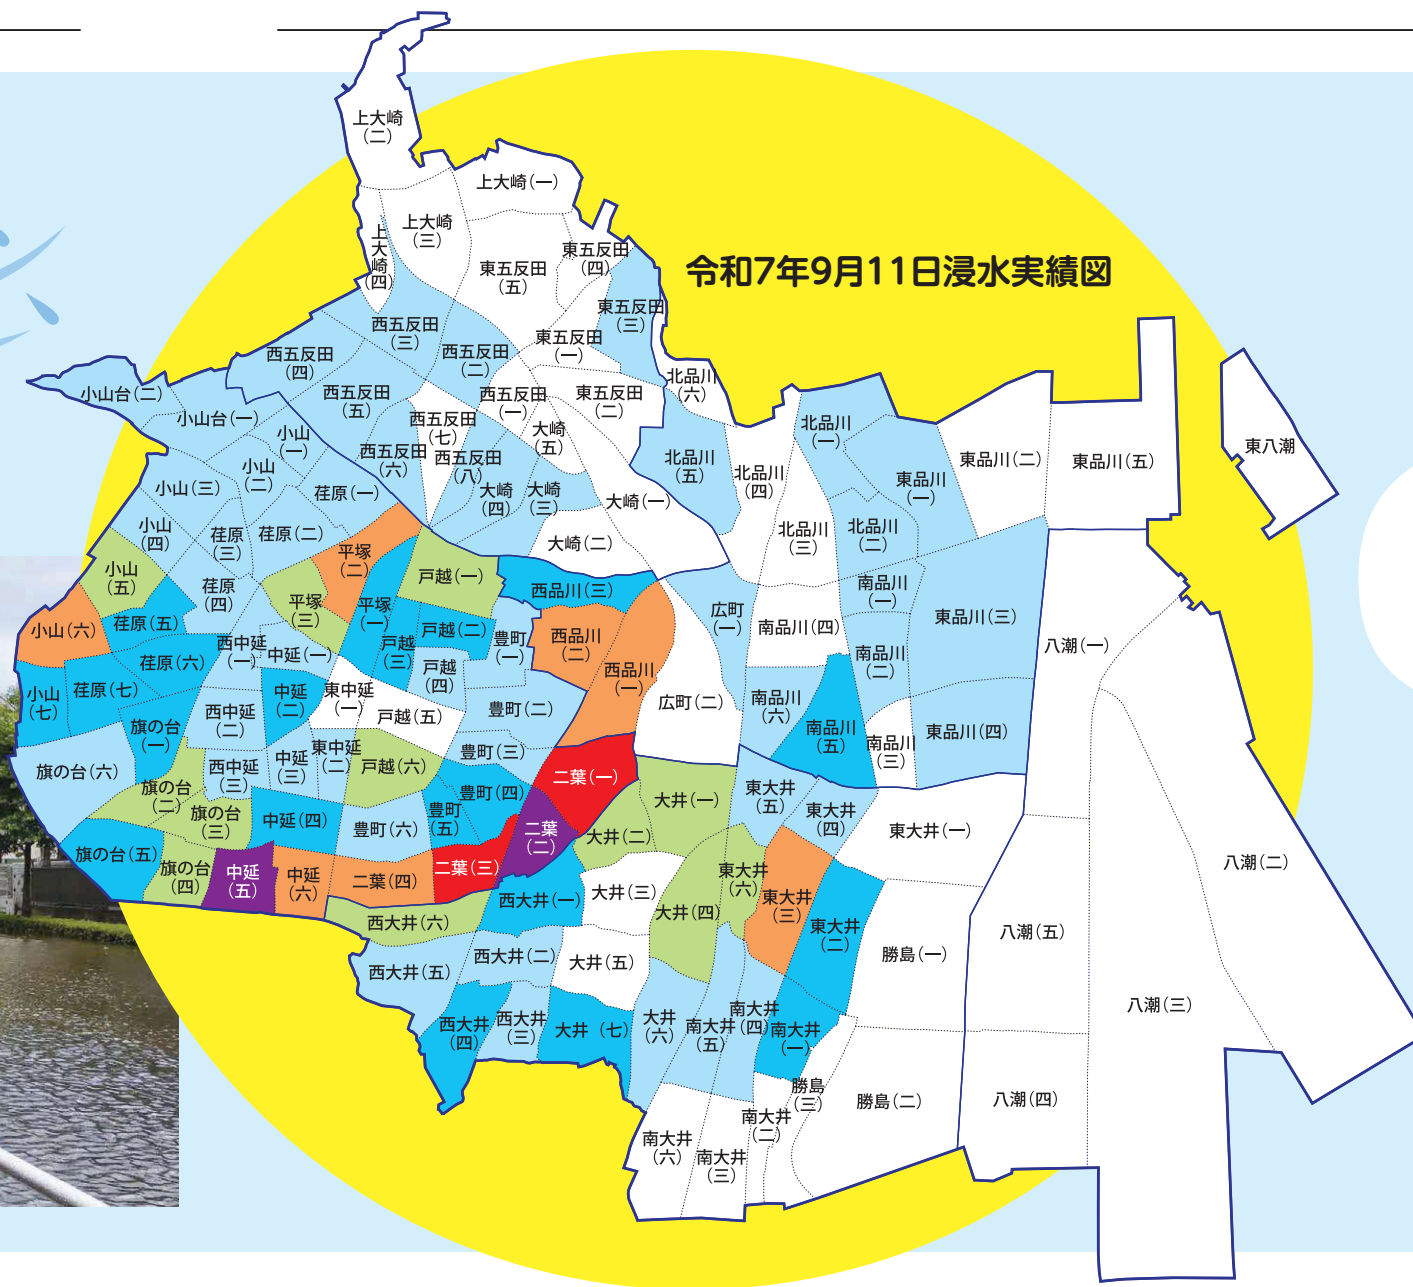 令和7年9月11日浸水実績図
上大崎
(二)
上大崎(一)
上大崎
(三)
上大崎(四)
東五反田
(四)
東五反田
(五)
東五反田
(三)
東五反田
(一)
東五反田
(二)
西五反田
(三)
西五反田
(二)
西五反田
(四)
西五反田
(五)
西五反田
(一)
西五反田
(七)
西五反田
(六)
西五反田
(八)
小山台(二)
小山台(一)
小山
(一)
小山
(二)
小山(三)
小山
(四)
小山
(五)
小山(六)
小山
(七)
荏原(一)
荏原(二)
荏原
(三)
荏原
(四)
荏原(五)
荏原(六)
荏原(七)
平塚
(二)
平塚
(三)
平塚
(一)
大崎
(五)
大崎
(四)
大崎
(三)
大崎(一)
大崎(二)
北品川
(六)
北品川
(五)
北品川
(四)
北品川
(一)
北品川
(三)
北品川
(二)
東品川
(一)
東品川(二)
東品川(五)
東八潮
東品川(三)
東品川(四)
南品川
(一)
南品川(四)
南品川
(二)
南品川
(六)
南品川
(五)
南品川
(三)
広町
(一)
広町(二)
西品川(三)
西品川
(二)
西品川
(一)
戸越(一)
戸越(二)
戸越
(三)
戸越
(四)
戸越(五)
戸越(六)
豊町
(一)
豊町(二)
豊町(三)
豊町(四)
豊町
(五)
豊町(六)
西中延
(一)
西中延
(二)
西中延
(三)
中延(一)
中延
(二)
中延
(三)
中延(四)
中延
(五)
中延
(六)
東中延
(一)
東中延
(二)
旗の台
(一)
旗の台(六)
旗の台
(二)
旗の台
(三)
旗の台(五)
旗の台
(四)
二葉(一)
二葉
(二)
二葉(三)
二葉(四)
大井(一)
大井(二)
大井(三)
大井(四)
大井(五)
大井
(六)
大井(七)
西大井(一)
西大井(二)
西大井
(三)
西大井
(四)
西大井(五)
西大井(六)
東大井
(五)
東大井
(四)
東大井(一)
東大井
(六)
東大井
(三)
東大井
(二)
南大井
(四)
南大井
(五)
南大井
(一)
南大井
(二)
南大井
(六)
南大井
(三)
勝島(一)
勝島
(三)
勝島(二)
八潮(一)
八潮(二)
八潮(五)
八潮(三)
八潮(四)